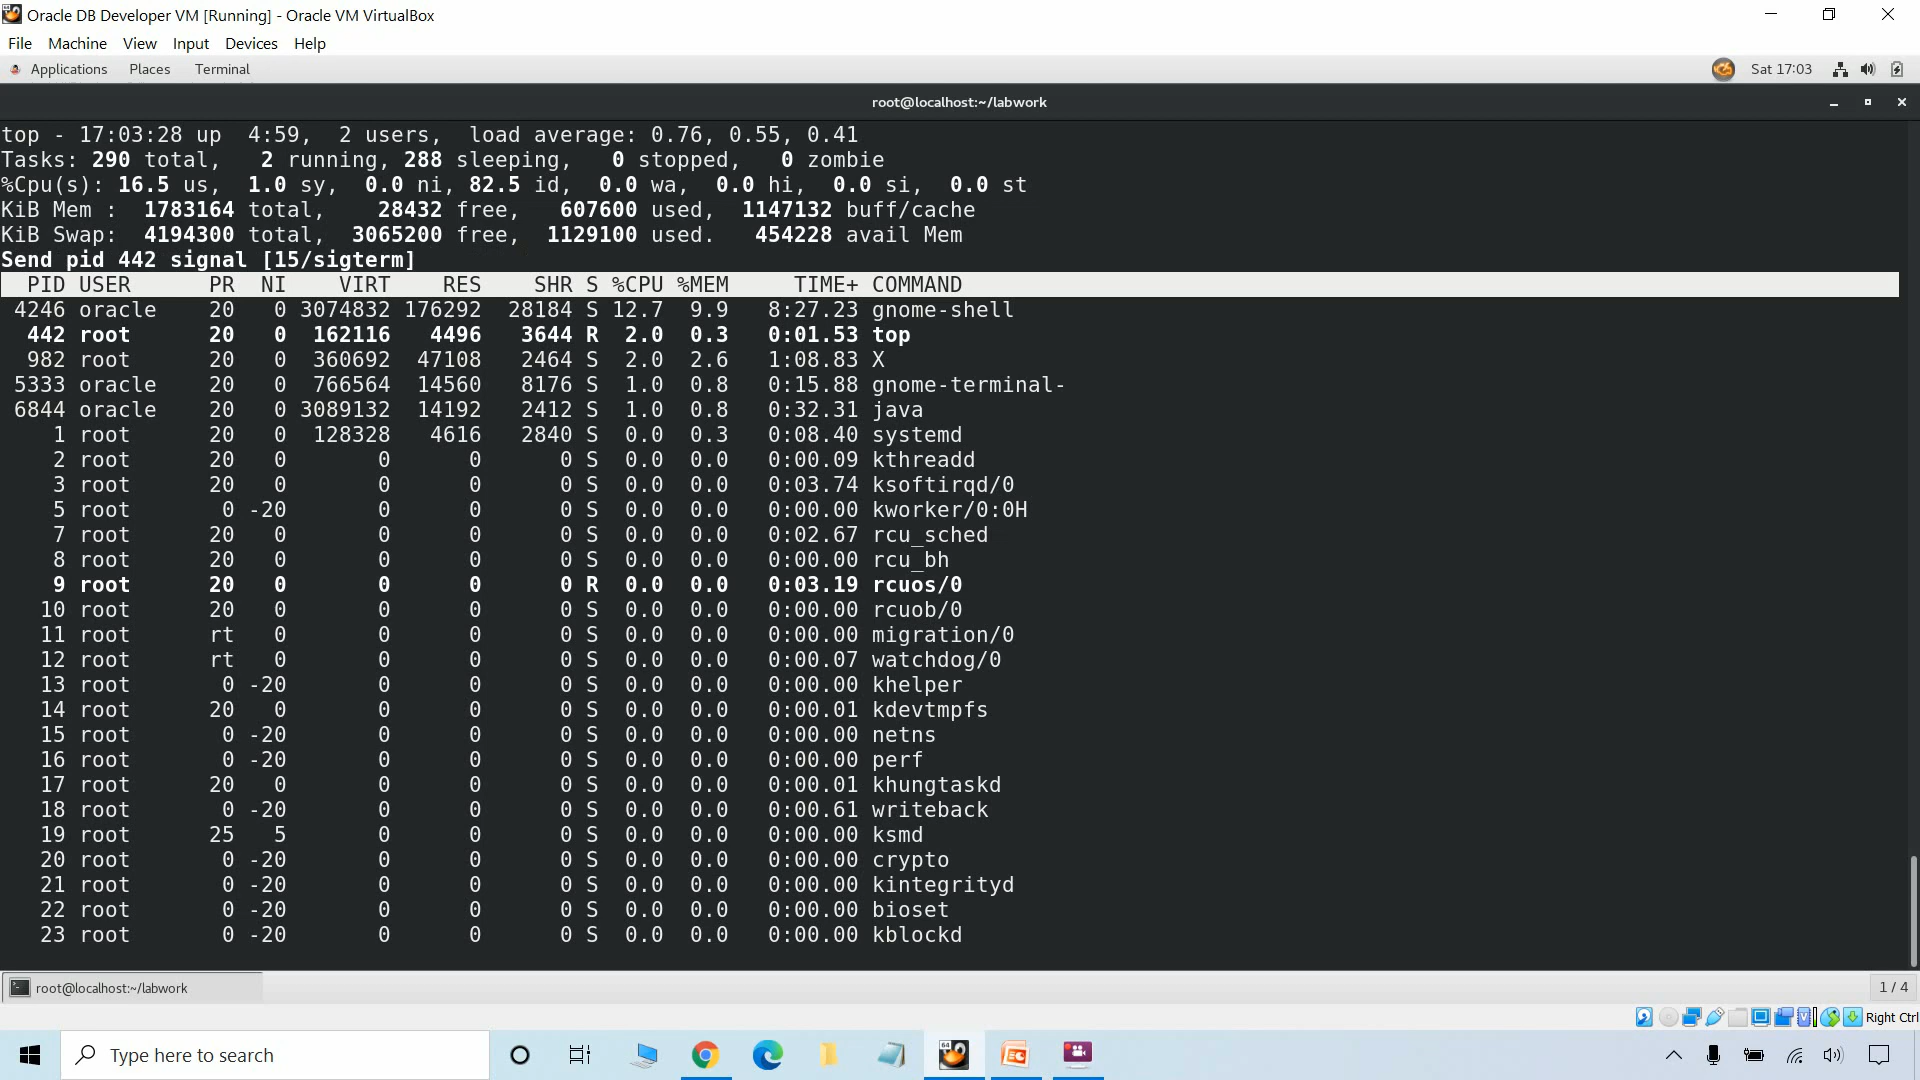 Oracle DB Developer VM [Running] - Oracle VM VirtualBox
File Machine View Input Devices Help
Applications Places Terminal Sat 17:03
root@localhost:~/labwork
top - 17:03:28 up  4:59,  2 users,  load average: 0.76, 0.55, 0.41
Tasks: 290 total,   2 running, 288 sleeping,   0 stopped,   0 zombie
%Cpu(s): 16.5 us,  1.0 sy,  0.0 ni, 82.5 id,  0.0 wa,  0.0 hi,  0.0 si,  0.0 st
KiB Mem :  1783164 total,    28432 free,   607600 used,  1147132 buff/cache
KiB Swap:  4194300 total,  3065200 free,  1129100 used.   454228 avail Mem
Send pid 442 signal [15/sigterm]
PID USER PR NI VIRT RES SHR S %CPU %MEM TIME+ COMMAND
4246 oracle 20 0 3074832 176292 28184 S 12.7 9.9 8:27.23 gnome-shell
442 root 20 0 162116 4496 3644 R 2.0 0.3 0:01.53 top
982 root 20 0 360692 47108 2464 S 2.0 2.6 1:08.83 X
5333 oracle 20 0 766564 14560 8176 S 1.0 0.8 0:15.88 gnome-terminal-
6844 oracle 20 0 3089132 14192 2412 S 1.0 0.8 0:32.31 java
1 root 20 0 128328 4616 2840 S 0.0 0.3 0:08.40 systemd
2 root 20 0 0 0 0 S 0.0 0.0 0:00.09 kthreadd
3 root 20 0 0 0 0 S 0.0 0.0 0:03.74 ksoftirqd/0
5 root 0 -20 0 0 0 S 0.0 0.0 0:00.00 kworker/0:0H
7 root 20 0 0 0 0 S 0.0 0.0 0:02.67 rcu_sched
8 root 20 0 0 0 0 S 0.0 0.0 0:00.00 rcu_bh
9 root 20 0 0 0 0 R 0.0 0.0 0:03.19 rcuos/0
10 root 20 0 0 0 0 S 0.0 0.0 0:00.00 rcuob/0
11 root rt 0 0 0 0 S 0.0 0.0 0:00.00 migration/0
12 root rt 0 0 0 0 S 0.0 0.0 0:00.07 watchdog/0
13 root 0 -20 0 0 0 S 0.0 0.0 0:00.00 khelper
14 root 20 0 0 0 0 S 0.0 0.0 0:00.01 kdevtmpfs
15 root 0 -20 0 0 0 S 0.0 0.0 0:00.00 netns
16 root 0 -20 0 0 0 S 0.0 0.0 0:00.00 perf
17 root 20 0 0 0 0 S 0.0 0.0 0:00.01 khungtaskd
18 root 0 -20 0 0 0 S 0.0 0.0 0:00.61 writeback
19 root 25 5 0 0 0 S 0.0 0.0 0:00.00 ksmd
20 root 0 -20 0 0 0 S 0.0 0.0 0:00.00 crypto
21 root 0 -20 0 0 0 S 0.0 0.0 0:00.00 kintegrityd
22 root 0 -20 0 0 0 S 0.0 0.0 0:00.00 bioset
23 root 0 -20 0 0 0 S 0.0 0.0 0:00.00 kblockd
root@localhost:~/labwork 1 / 4
Right Ctrl
Type here to search